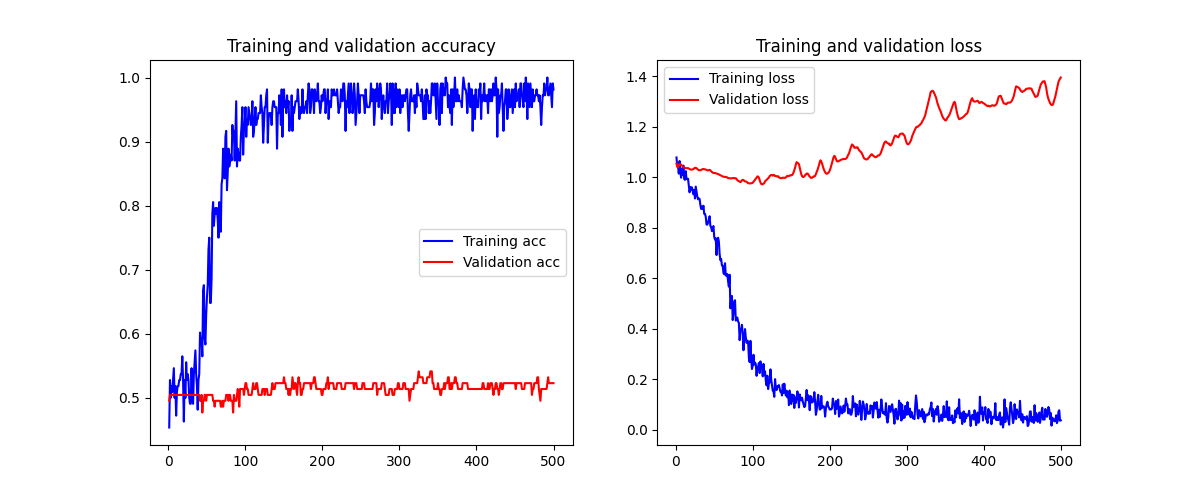 Training and validation accuracy
1.0
0.9
0.8
0.7
0.6
0.5
Training acc
Validation acc
0 100 200 300 400 500
Training and validation loss
1.4
1.2
1.0
0.8
0.6
0.4
0.2
0.0
Training loss
Validation loss
0 100 200 300 400 500